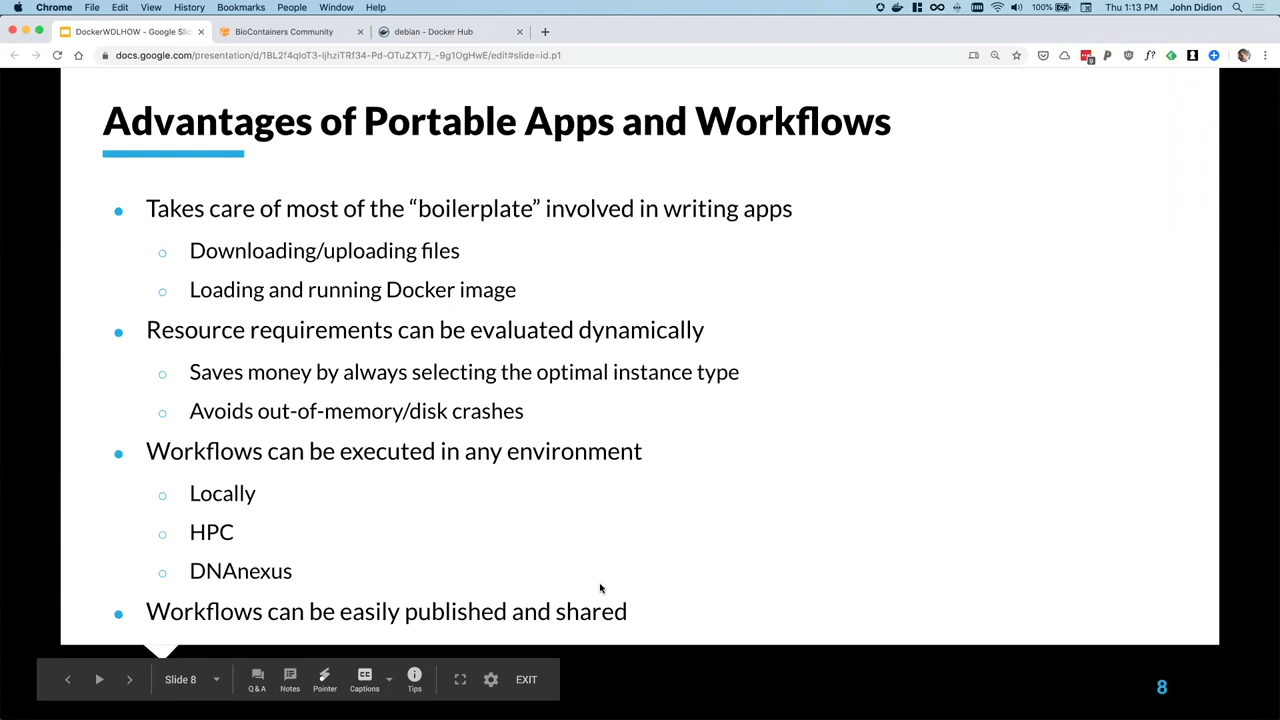 Chrome File Edit View History Bookmarks People Window Help 100% Thu 1:13 PM John Didion
DockerWDLHOW - Google Slid BioContainers Community debian - Docker Hub
docs.google.com/presentation/d/1BL2f4qIoT3-ljhziTRf34-Pd-OTuZXT7j_-9g1OgHwE/edit#slide=id.p1
Advantages of Portable Apps and Workflows
Takes care of most of the “boilerplate” involved in writing apps
Downloading/uploading files
Loading and running Docker image
Resource requirements can be evaluated dynamically
Saves money by always selecting the optimal instance type
Avoids out-of-memory/disk crashes
Workflows can be executed in any environment
Locally
HPC
DNAnexus
Workflows can be easily published and shared
Slide 8 Q & A Notes Pointer Captions Tips EXIT
8